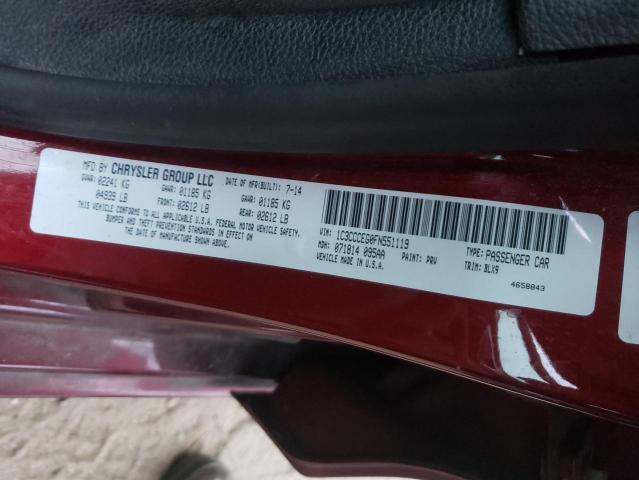 MFD BY CHRYSLER GROUP LLC DATE OF MFR(BUILT): 7-14
GVWR: 02241 KG GAWR: 01185 KG GAWR: 01185 KG
04939 LB FRONT: 02612 LB REAR: 02612 LB
THIS VEHICLE CONFORMS TO ALL APPLICABLE U.S.A. FEDERAL MOTOR VEHICLE SAFETY,
BUMPER AND THEFT PREVENTION STANDARDS IN EFFECT ON THE DATE OF
MANUFACTURE SHOWN ABOVE.
VIN: 1C3CCCEG0FN551119 TYPE: PASSENGER CAR
MDH: 071814 095AA PAINT: PRV TRIM: BLX9
VEHICLE MADE IN U.S.A. 4658843